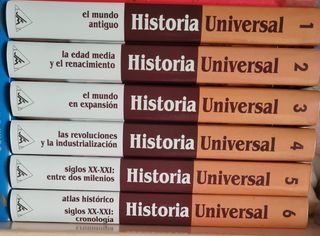 el mundo
antiguo
Historia Universal 1
la edad media
y el renacimiento
Historia Universal 2
el mundo
en expansión
Historia Universal 3
las revoluciones
y la industrialización
Historia Universal 4
siglos XX-XXI:
entre dos milenios
Historia Universal 5
atlas histórico
siglos XX-XXI:
cronología
Historia Universal 6